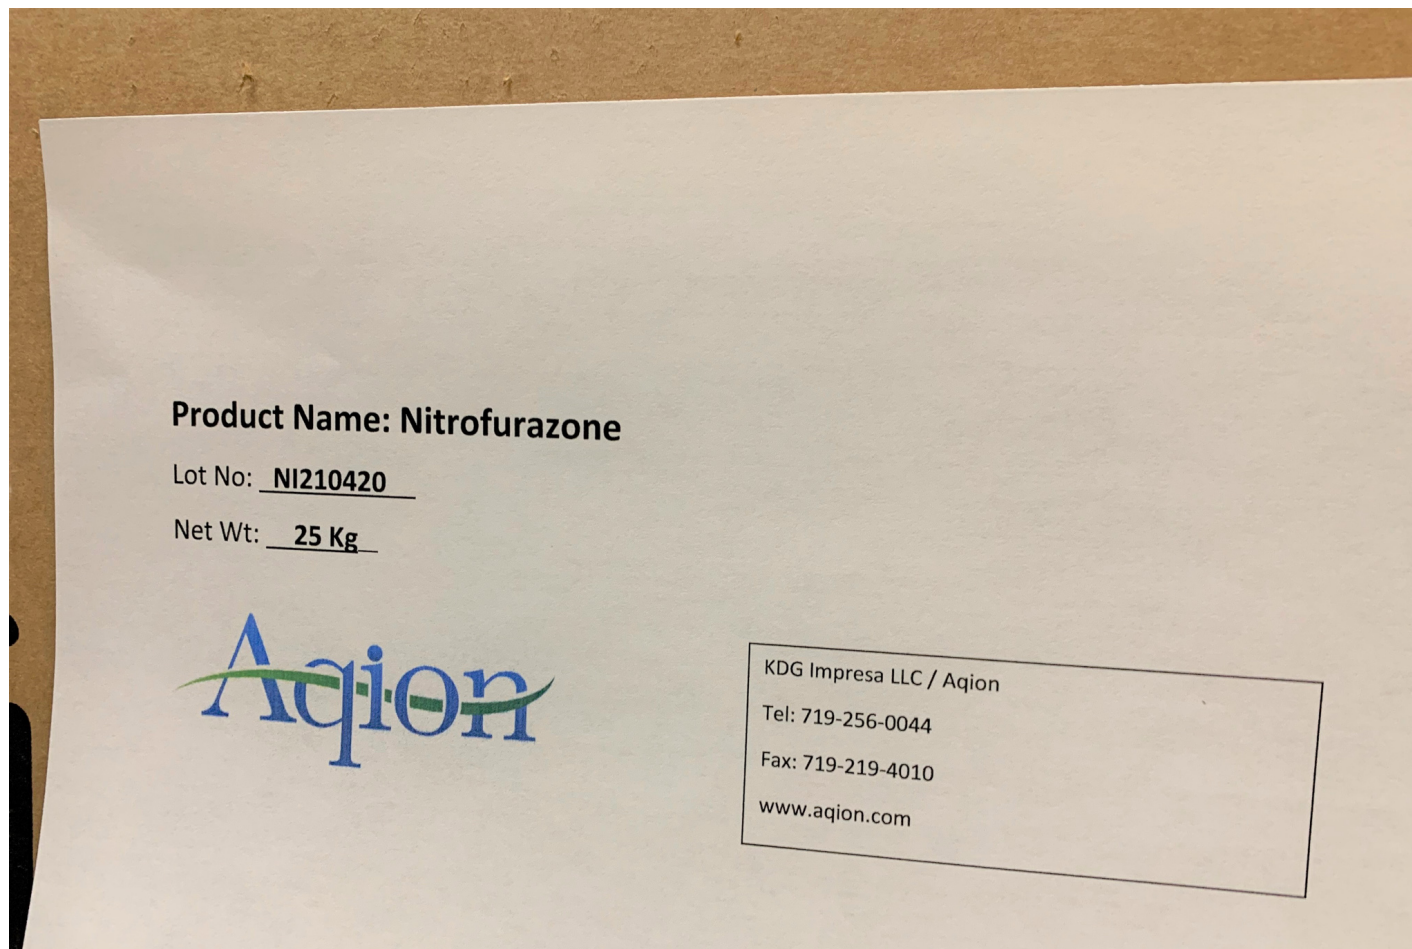 Product Name: Nitrofurazone
Lot No: NI210420
Net Wt: 25 Kg
Aqion
KDG Impresa LLC / Aqion
Tel: 719-256-0044
Fax: 719-219-4010
www.aqion.com